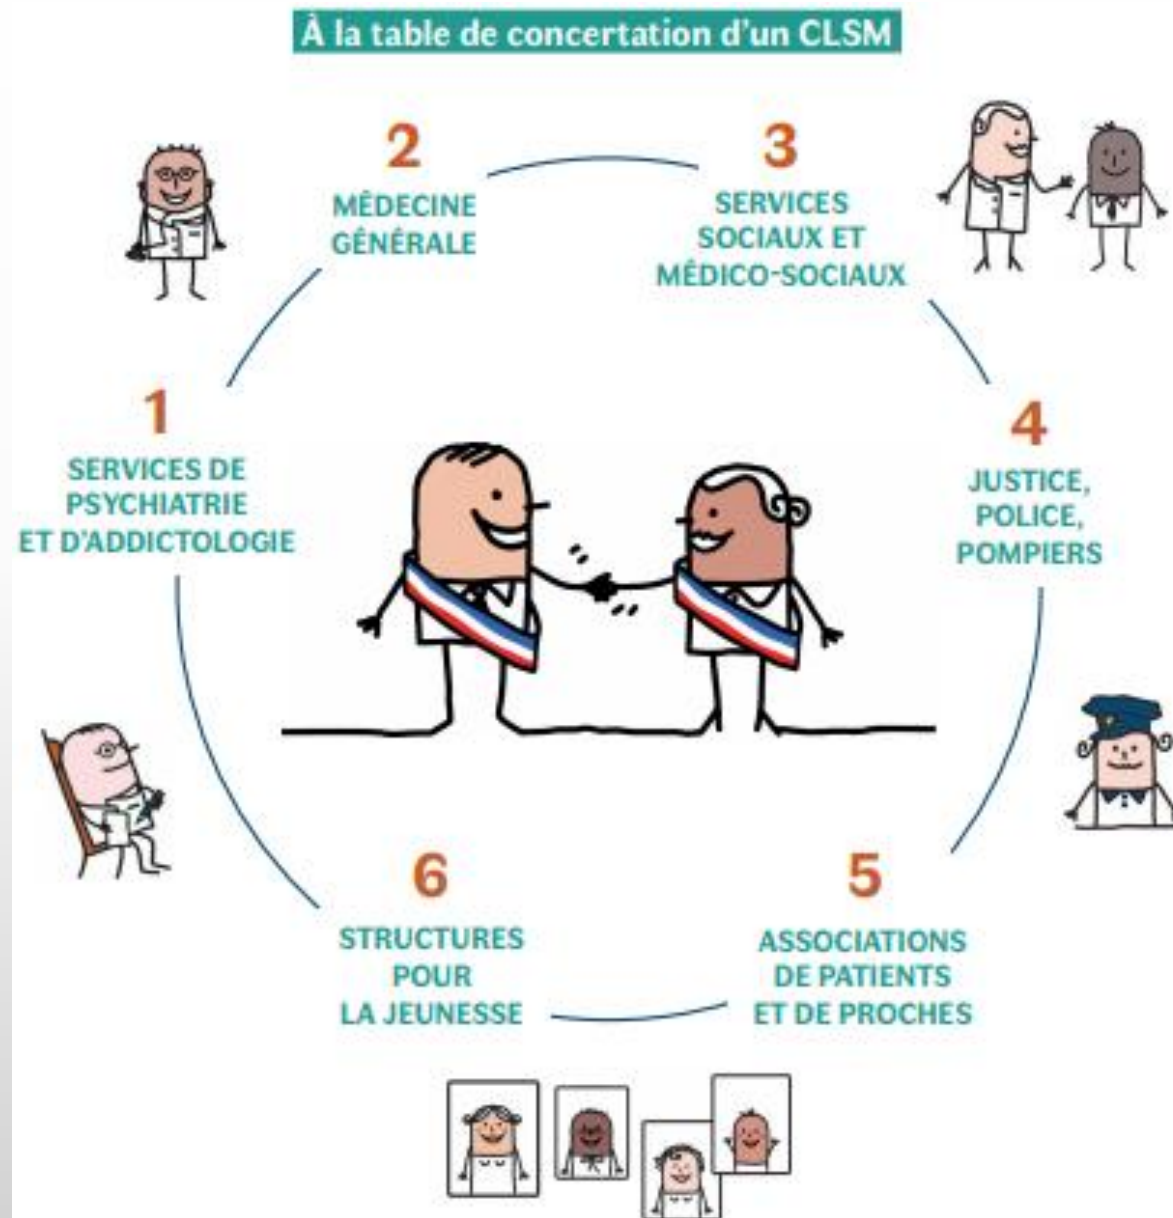 À la table de concertation d'un CLSM
1
SERVICES DE
PSYCHIATRIE
ET D'ADDICTOLOGIE
2
MÉDECINE
GÉNÉRALE
3
SERVICES
SOCIAUX ET
MÉDICO-SOCIAUX
4
JUSTICE,
POLICE,
POMPIERS
5
ASSOCIATIONS
DE PATIENTS
ET DE PROCHES
6
STRUCTURES
POUR
LA JEUNESSE